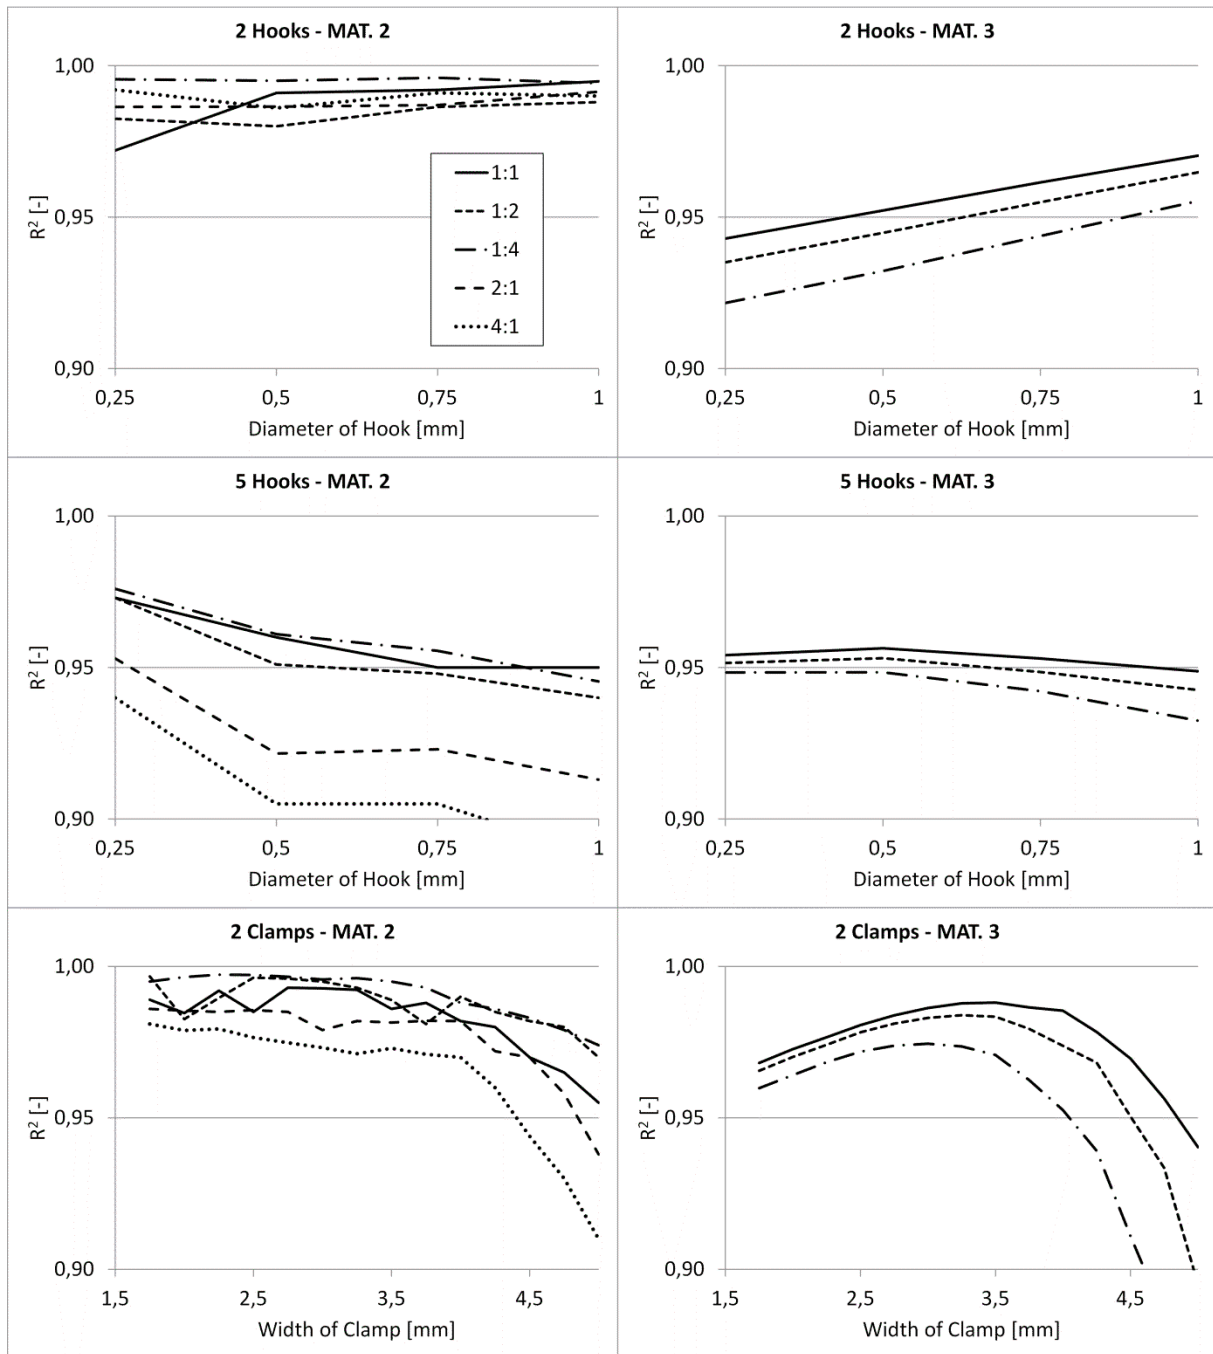 2 Hooks - MAT. 2
1,00
0,95
0,90
R² [-]
0,25 0,5 0,75 1
Diameter of Hook [mm]
1:1
1:2
1:4
2:1
4:1
2 Hooks - MAT. 3
1,00
0,95
0,90
R² [-]
0,25 0,5 0,75 1
Diameter of Hook [mm]
5 Hooks - MAT. 2
1,00
0,95
0,90
R² [-]
0,25 0,5 0,75 1
Diameter of Hook [mm]
5 Hooks - MAT. 3
1,00
0,95
0,90
R² [-]
0,25 0,5 0,75 1
Diameter of Hook [mm]
2 Clamps - MAT. 2
1,00
0,95
0,90
R² [-]
1,5 2,5 3,5 4,5
Width of Clamp [mm]
2 Clamps - MAT. 3
1,00
0,95
0,90
R² [-]
1,5 2,5 3,5 4,5
Width of Clamp [mm]